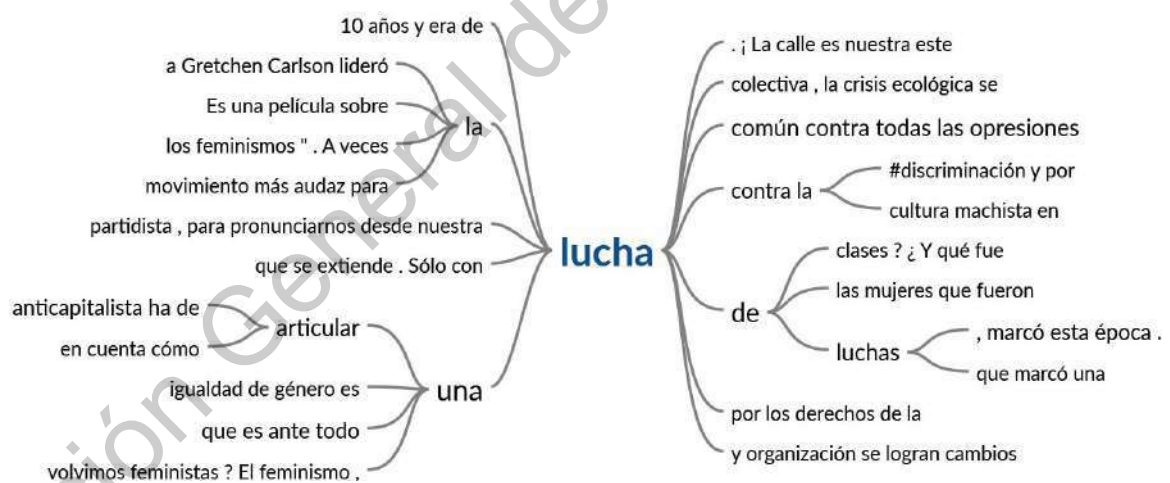 10 años y era de
a Gretchen Carlson lideró
Es una película sobre
los feminismos " . A veces
movimiento más audaz para
la
partidista , para pronunciarnos desde nuestra
que se extiende . Sólo con
anticapitalista ha de
en cuenta cómo
articular
igualdad de género es
que es ante todo
volvimos feministas ? El feminismo ,
una
lucha
. ¡ La calle es nuestra este
colectiva , la crisis ecológica se
común contra todas las opresiones
contra la
#discriminación y por
cultura machista en
de
clases ? ¿ Y qué fue
las mujeres que fueron
luchas
, marcó esta época .
que marcó una
por los derechos de la
y organización se logran cambios
ión General de